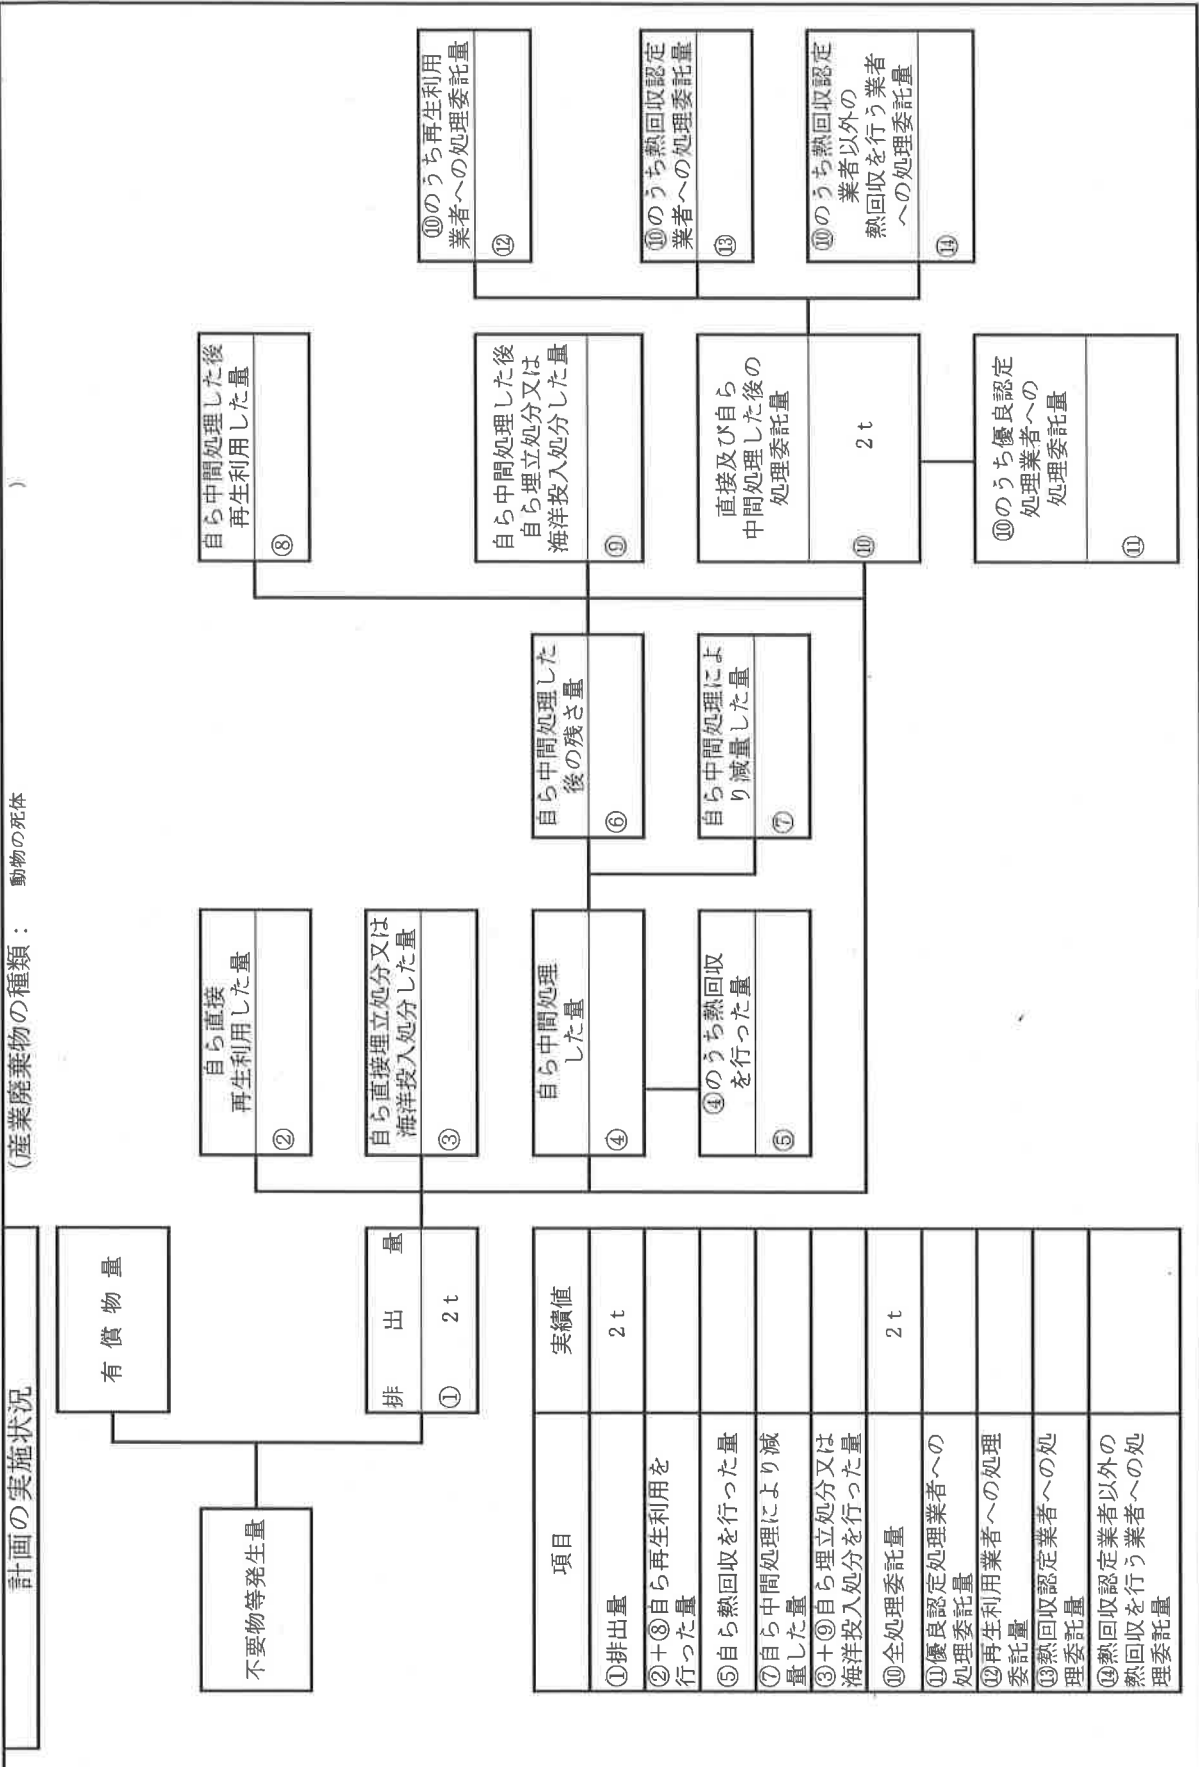 計画の実施状況
(産業廃棄物の種類： 動物の死体 )
不要物等発生量
有償物量
排出量
① 2t
自ら直接
再生利用した量
②
自ら直接埋立処分又は
海洋投入処分した量
③
自ら中間処理
した量
④
④のうち熱回収
を行った量
⑤
自ら中間処理した
後の残さ量
⑥
自ら中間処理によ
り減量した量
⑦
自ら中間処理した後
再生利用した量
⑧
自ら中間処理した後
自ら埋立処分又は
海洋投入処分した量
⑨
直接及び自ら
中間処理した後の
処理委託量
⑩ 2t
⑩のうち優良認定
処理業者への
処理委託量
⑪
⑩のうち再生利用
業者への処理委託量
⑫
⑩のうち熱回収認定
業者への処理委託量
⑬
⑩のうち熱回収認定
業者以外の
熱回収を行う業者
への処理委託量
⑭
項目 実績値
①排出量 2t
②＋⑧自ら再生利用を
行った量
⑤自ら熱回収を行った量
⑦自ら中間処理により減
量した量
③＋⑨自ら埋立処分又は
海洋投入処分を行った量
⑩全処理委託量 2t
⑪優良認定処理業者への
処理委託量
⑫再生利用業者への処理
委託量
⑬熱回収認定業者への処
理委託量
⑭熱回収認定業者以外の
熱回収を行う業者への処
理委託量